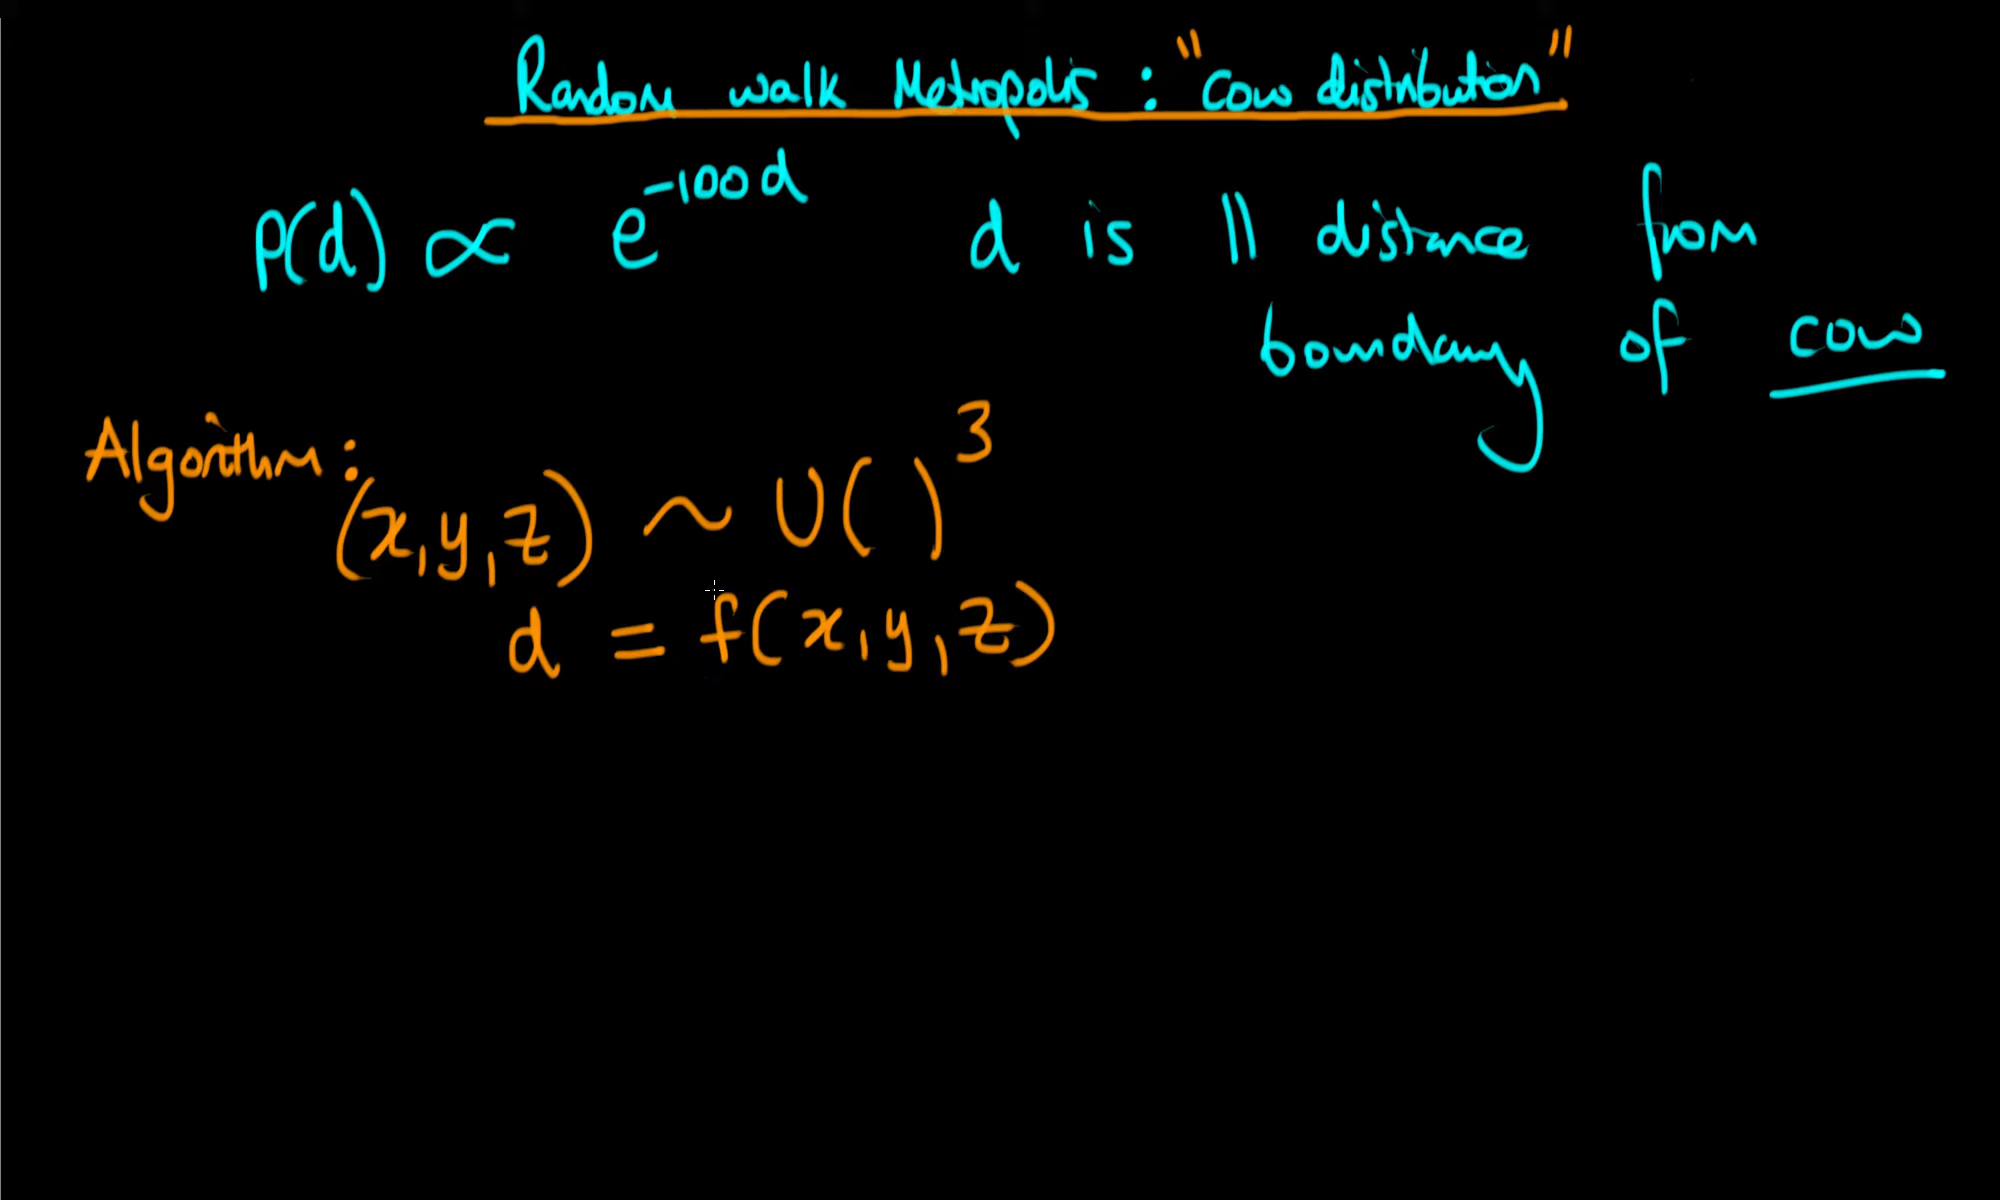 Random walk Metropolis : "cow distribution"
P(d) ∝ e^{-100d} d is || distance from
boundary of cow
Algorithm:
(x,y,z) ~ U( )^3
d = f(x,y,z)